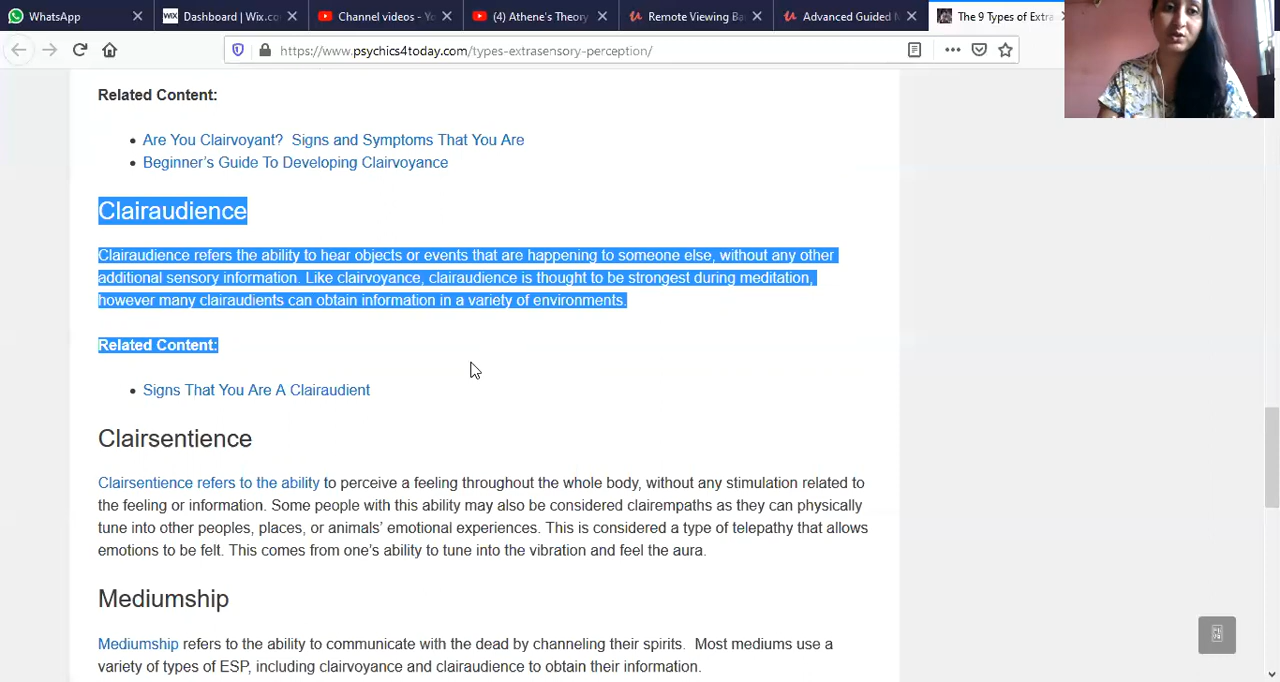 WhatsApp
WIX Dashboard | Wix.co
Channel videos - Yo
(4) Athene's Theory
Remote Viewing Ba
Advanced Guided M
The 9 Types of Extra
https://www.psychics4today.com/types-extrasensory-perception/
Related Content:
Are You Clairvoyant?  Signs and Symptoms That You Are
Beginner's Guide To Developing Clairvoyance
Clairaudience
Clairaudience refers the ability to hear objects or events that are happening to someone else, without any other
additional sensory information. Like clairvoyance, clairaudience is thought to be strongest during meditation,
however many clairaudients can obtain information in a variety of environments.
Related Content:
Signs That You Are A Clairaudient
Clairsentience
Clairsentience refers to the ability to perceive a feeling throughout the whole body, without any stimulation related to
the feeling or information. Some people with this ability may also be considered clairempaths as they can physically
tune into other peoples, places, or animals' emotional experiences. This is considered a type of telepathy that allows
emotions to be felt. This comes from one's ability to tune into the vibration and feel the aura.
Mediumship
Mediumship refers to the ability to communicate with the dead by channeling their spirits.  Most mediums use a
variety of types of ESP, including clairvoyance and clairaudience to obtain their information.